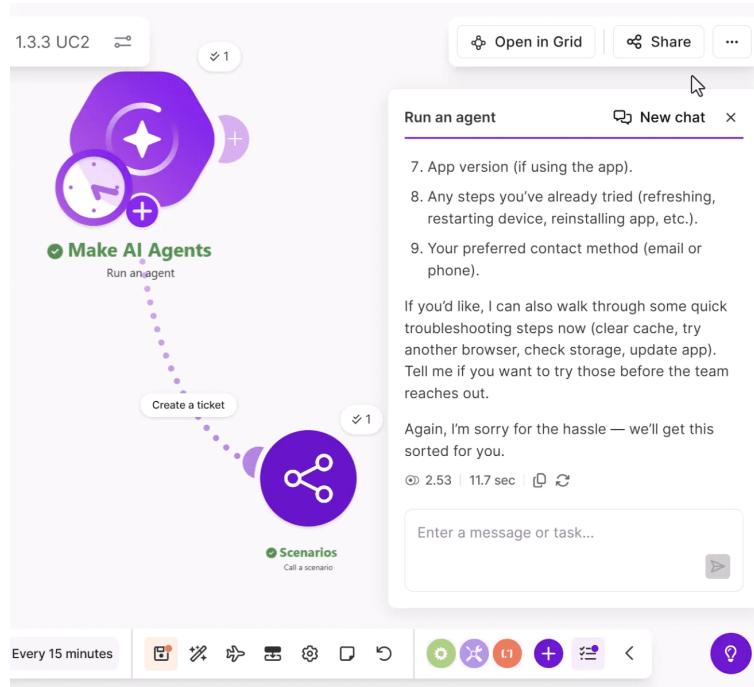 1.3.3 UC2
1
Open in Grid
Share
Make AI Agents
Run an agent
Create a ticket
1
Scenarios
Call a scenario
Run an agent
New chat
7. App version (if using the app).
8. Any steps you’ve already tried (refreshing,
restarting device, reinstalling app, etc.).
9. Your preferred contact method (email or
phone).
If you’d like, I can also walk through some quick
troubleshooting steps now (clear cache, try
another browser, check storage, update app).
Tell me if you want to try those before the team
reaches out.
Again, I’m sorry for the hassle — we’ll get this
sorted for you.
2.53
11.7 sec
Enter a message or task...
Every 15 minutes